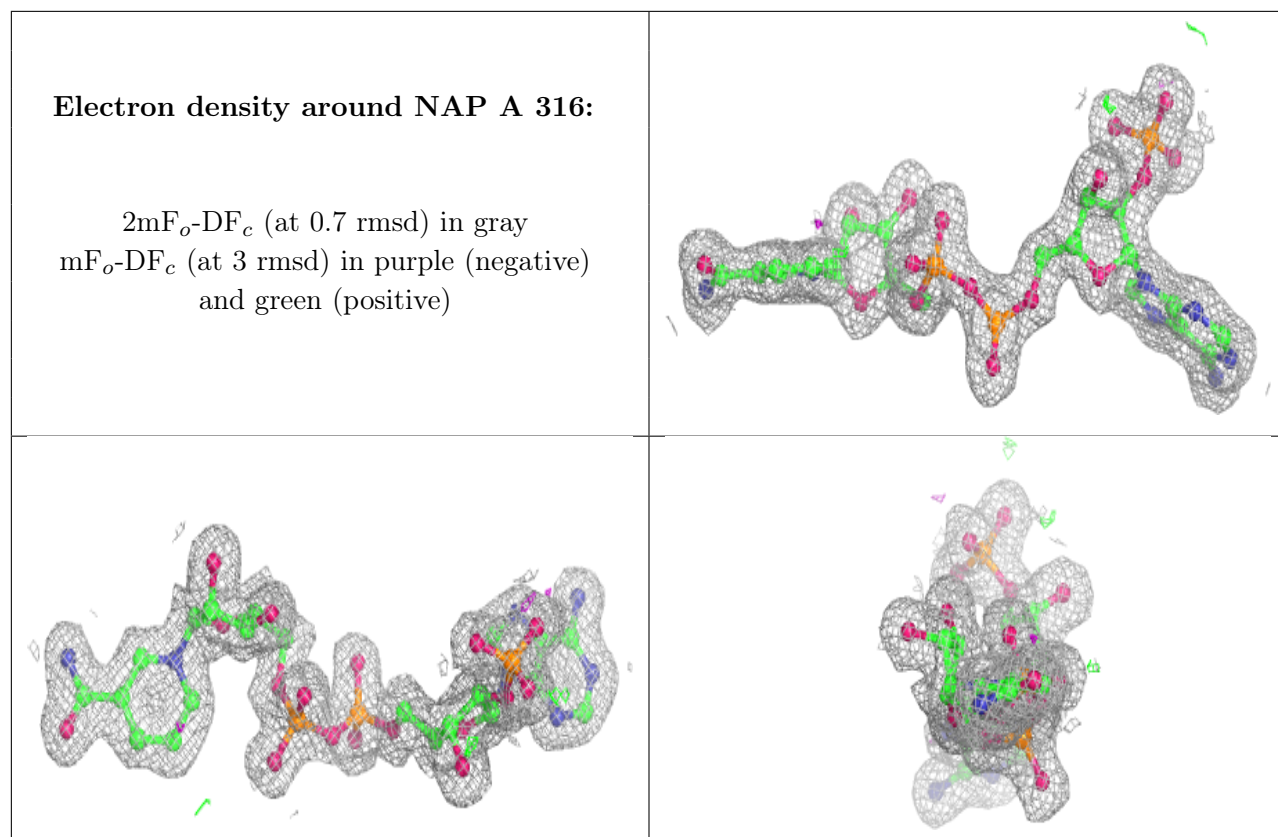 Electron density around NAP A 316:
2mFₒ-DF𝒸 (at 0.7 rmsd) in gray
mFₒ-DF𝒸 (at 3 rmsd) in purple (negative)
and green (positive)